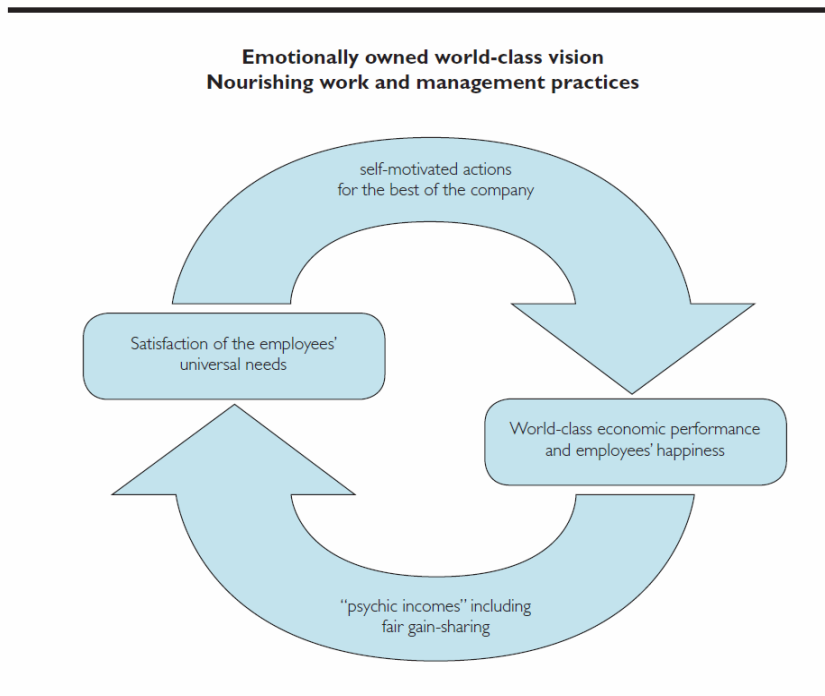 Emotionally owned world-class vision
Nourishing work and management practices
self-motivated actions
for the best of the company
Satisfaction of the employees’
universal needs
World-class economic performance
and employees’ happiness
“psychic incomes” including
fair gain-sharing